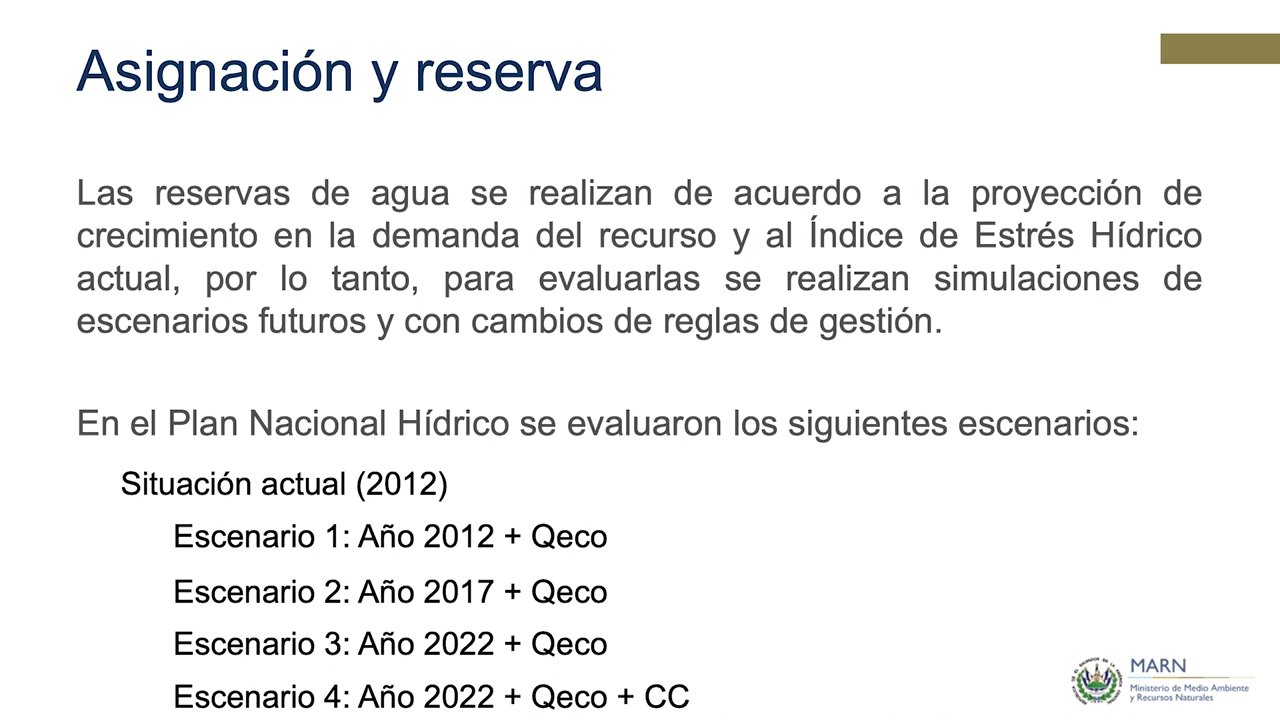 Asignación y reserva
Las reservas de agua se realizan de acuerdo a la proyección de
crecimiento en la demanda del recurso y al Índice de Estrés Hídrico
actual, por lo tanto, para evaluarlas se realizan simulaciones de
escenarios futuros y con cambios de reglas de gestión.
En el Plan Nacional Hídrico se evaluaron los siguientes escenarios:
Situación actual (2012)
Escenario 1: Año 2012 + Qeco
Escenario 2: Año 2017 + Qeco
Escenario 3: Año 2022 + Qeco
Escenario 4: Año 2022 + Qeco + CC
MARN
Ministerio de Medio Ambiente
y Recursos Naturales